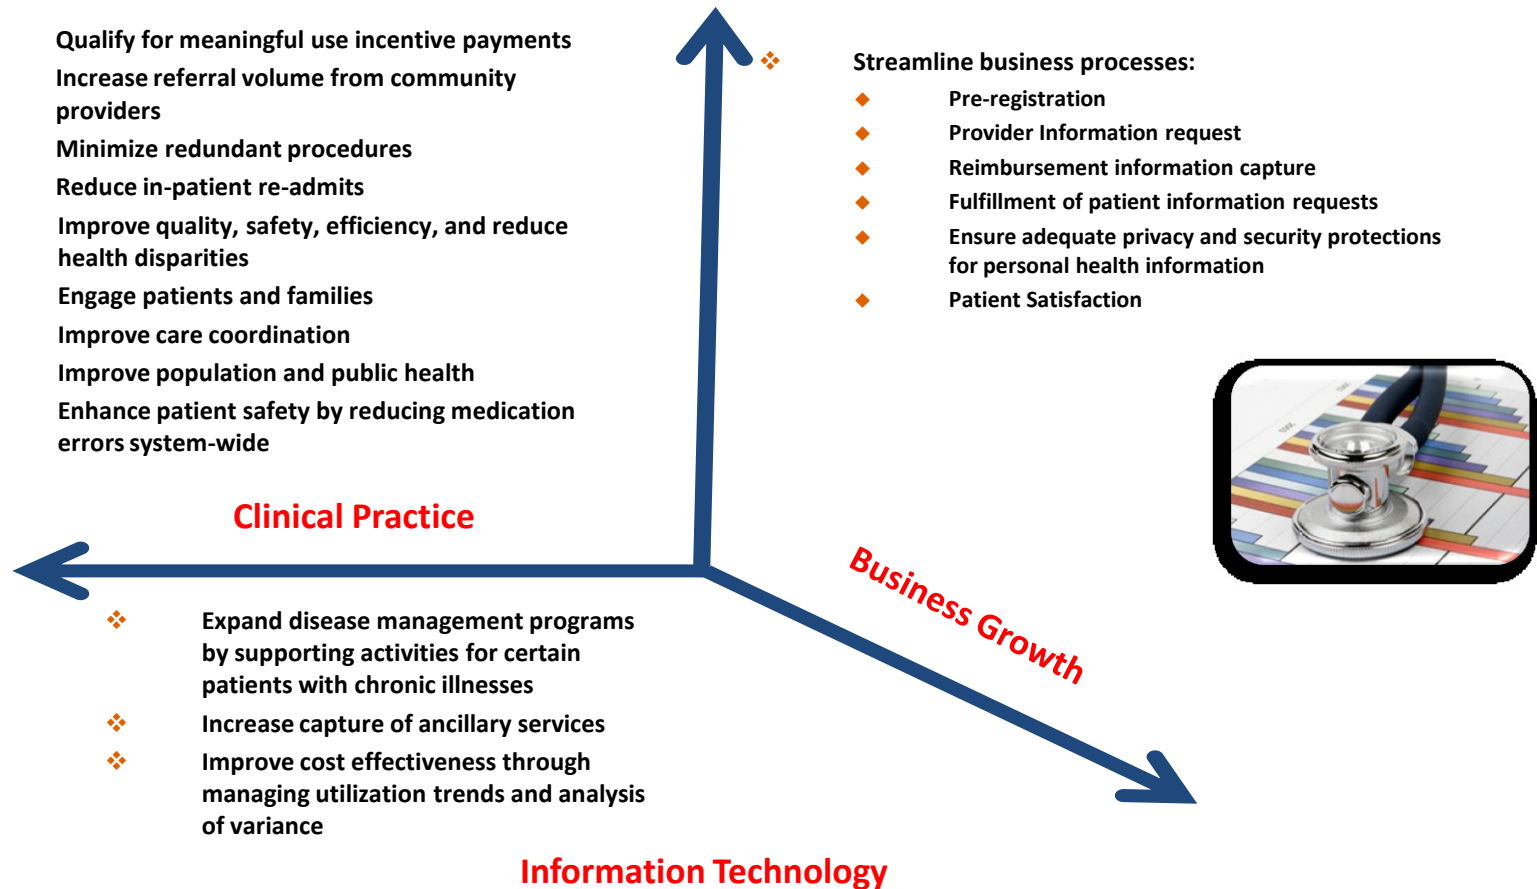 Qualify for meaningful use incentive payments
Increase referral volume from community
providers
Minimize redundant procedures
Reduce in-patient re-admits
Improve quality, safety, efficiency, and reduce
health disparities
Engage patients and families
Improve care coordination
Improve population and public health
Enhance patient safety by reducing medication
errors system-wide
Clinical Practice
Streamline business processes:
Pre-registration
Provider Information request
Reimbursement information capture
Fulfillment of patient information requests
Ensure adequate privacy and security protections
for personal health information
Patient Satisfaction
Business Growth
Expand disease management programs
by supporting activities for certain
patients with chronic illnesses
Increase capture of ancillary services
Improve cost effectiveness through
managing utilization trends and analysis
of variance
Information Technology